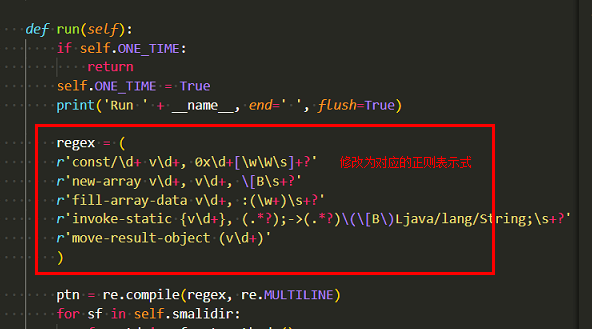 def run(self):
if self.ONE_TIME:
return
self.ONE_TIME = True
print('Run ' + __name__, end=' ', flush=True)
regex = (
r'const/\d+ v\d+, 0x\d+[\w\W\s]+?' 修改为对应的正则表示式
r'new-array v\d+, v\d+, \[B\s+?'
r'fill-array-data v\d+, :(\w+)\s+?'
r'invoke-static {v\d+}, (.*?);->(.*?)\(\[B\)Ljava/lang/String;\s+?'
r'move-result-object (v\d+)'
)
ptn = re.compile(regex, re.MULTILINE)
for sf in self.smalidir: